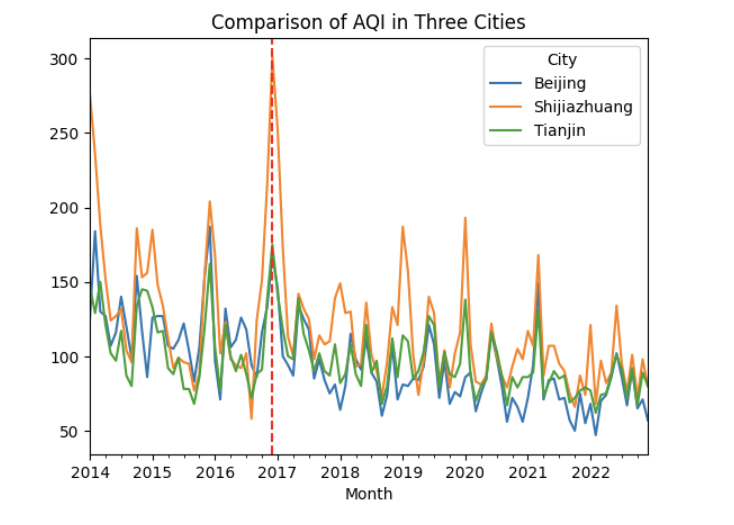 Comparison of AQI in Three Cities
City
Beijing
Shijiazhuang
Tianjin
300
250
200
150
100
50
2014 2015 2016 2017 2018 2019 2020 2021 2022
Month